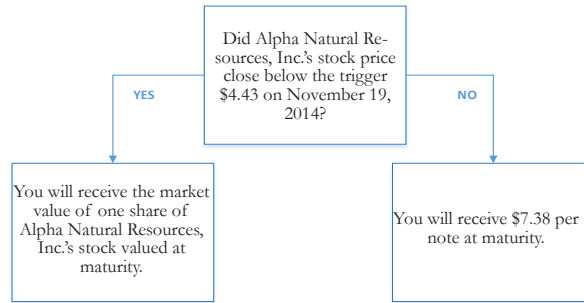 Did Alpha Natural Re-
sources, Inc.'s stock price
close below the trigger
$4.43 on November 19,
2014?
YES
NO
You will receive the market
value of one share of
Alpha Natural Resources,
Inc.'s stock valued at
maturity.
You will receive $7.38 per
note at maturity.